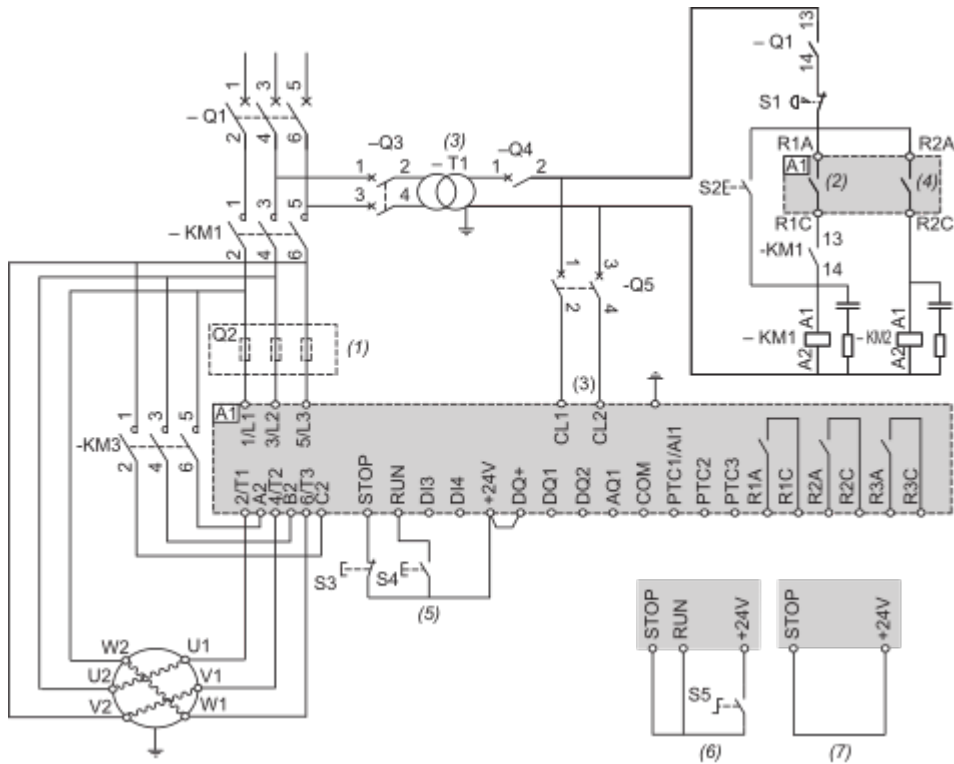 13
– Q1
14
S1
1 3 5
– Q1
2 4 6
–Q3
1 2
3 4
(3)
– T1
–Q4
1 2
R1A R2A
A1
(2) (4)
S2E
R1C R2C
1 3 5
– KM1
2 4 6
-KM1
13
14
1 3
-Q5
2 4
A1 A1
– KM1 – KM2
A2 A2
Q2
(1)
(3)
A1
1/L1 3/L2 5/L3 CL1 CL2
1 3 5
-KM3
2 4 6
2/T1 A2 4/T2 B2 6/T3 C2 STOP RUN DI3 DI4 +24V DQ+ DQ1 DQ2 AQ1 COM PTC1/AI1 PTC2 PTC3 R1A R1C R2A R2C R3A R3C
S3 S4
(5)
STOP RUN +24V
STOP +24V
W2 U1
U2 V1
V2 W1
S5
(6) (7)